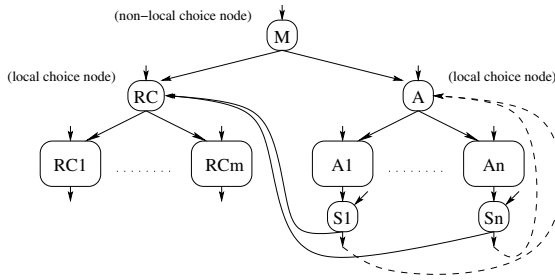 (non-local choice node)
M
(local choice node)
(local choice node)
RC
A
RC1
. . . . . . . .
RCm
A1
. . . . . . . .
An
S1
Sn